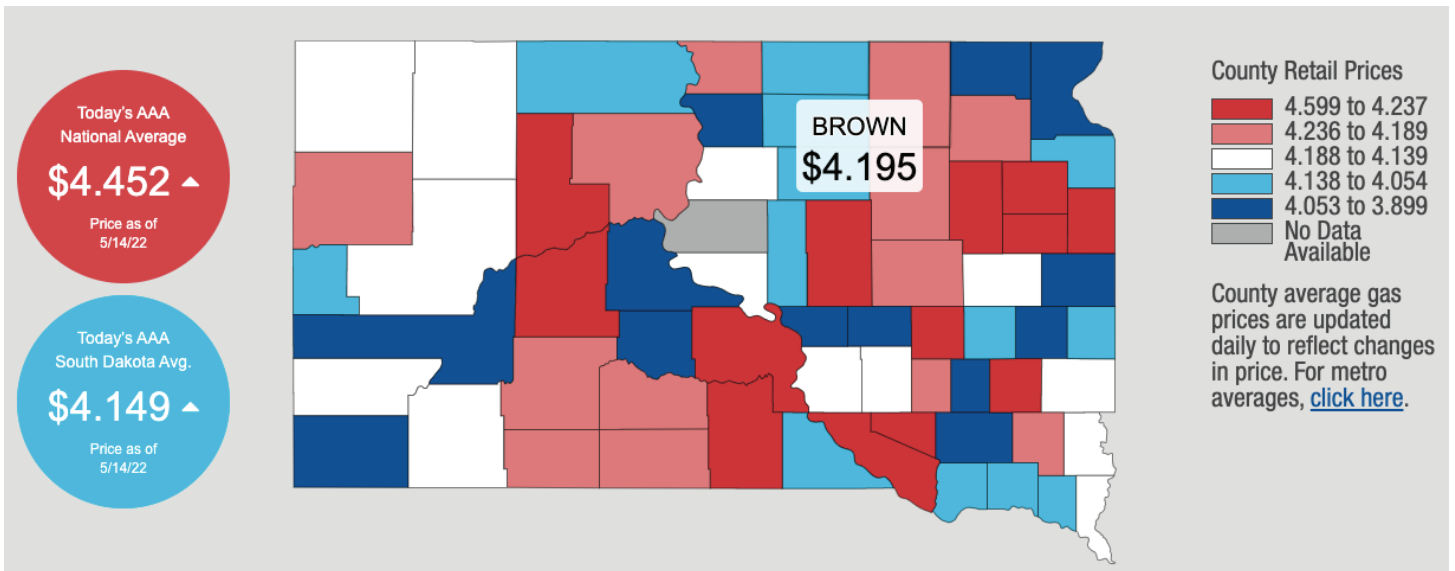 Today's AAA
National Average
$4.452
Price as of
5/14/22
Today's AAA
South Dakota Avg.
$4.149
Price as of
5/14/22
BROWN
$4.195
County Retail Prices
4.599 to 4.237
4.236 to 4.189
4.188 to 4.139
4.138 to 4.054
4.053 to 3.899
No Data
Available
County average gas
prices are updated
daily to reflect changes
in price. For metro
averages, click here.